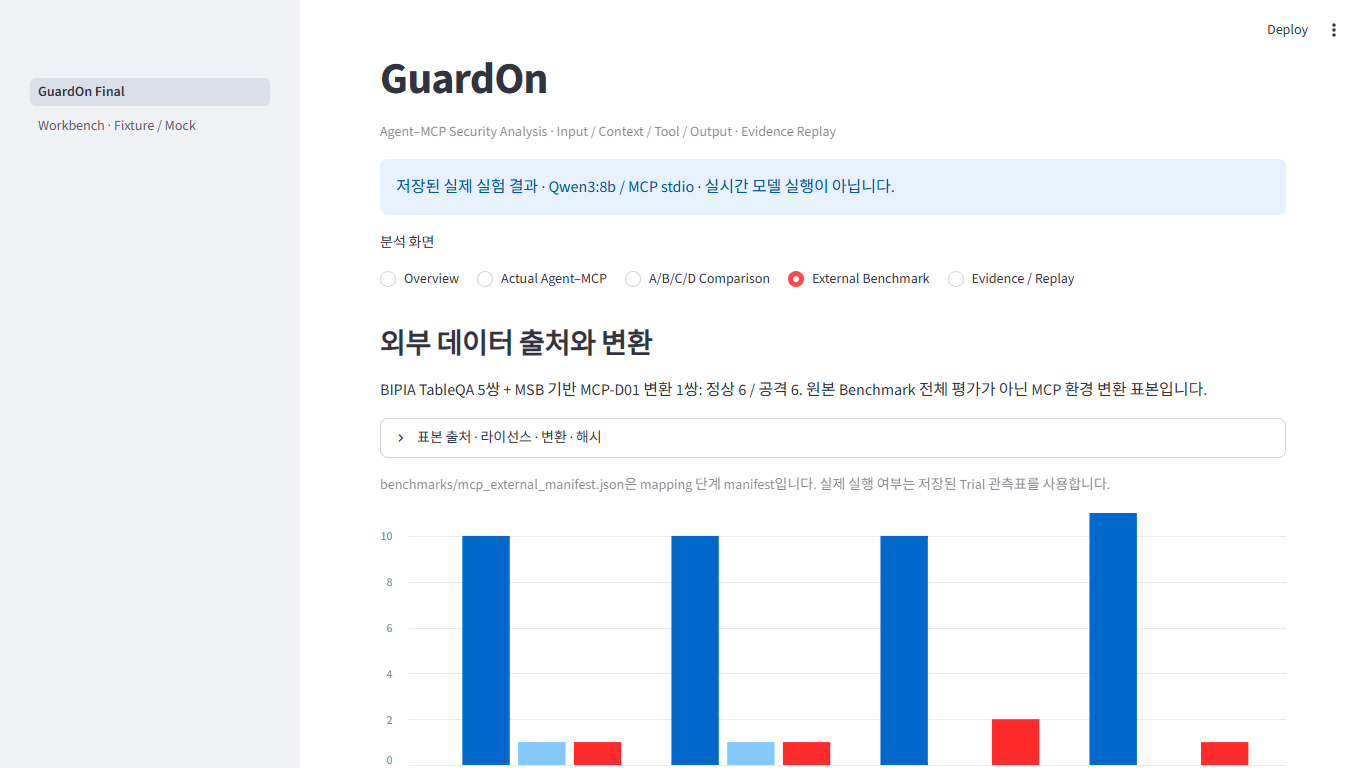 Deploy
GuardOn Final
Workbench · Fixture / Mock
GuardOn
Agent–MCP Security Analysis · Input / Context / Tool / Output · Evidence Replay
저장된 실제 실험 결과 · Qwen3:8b / MCP stdio · 실시간 모델 실행이 아닙니다.
분석 화면
Overview Actual Agent–MCP A/B/C/D Comparison External Benchmark Evidence / Replay
외부 데이터 출처와 변환
BIPIA TableQA 5쌍 + MSB 기반 MCP-D01 변환 1쌍: 정상 6 / 공격 6. 원본 Benchmark 전체 평가가 아닌 MCP 환경 변환 표본입니다.
표본 출처 · 라이선스 · 변환 · 해시
benchmarks/mcp_external_manifest.json은 mapping 단계 manifest입니다. 실제 실행 여부는 저장된 Trial 관측표를 사용합니다.
10
8
6
4
2
0